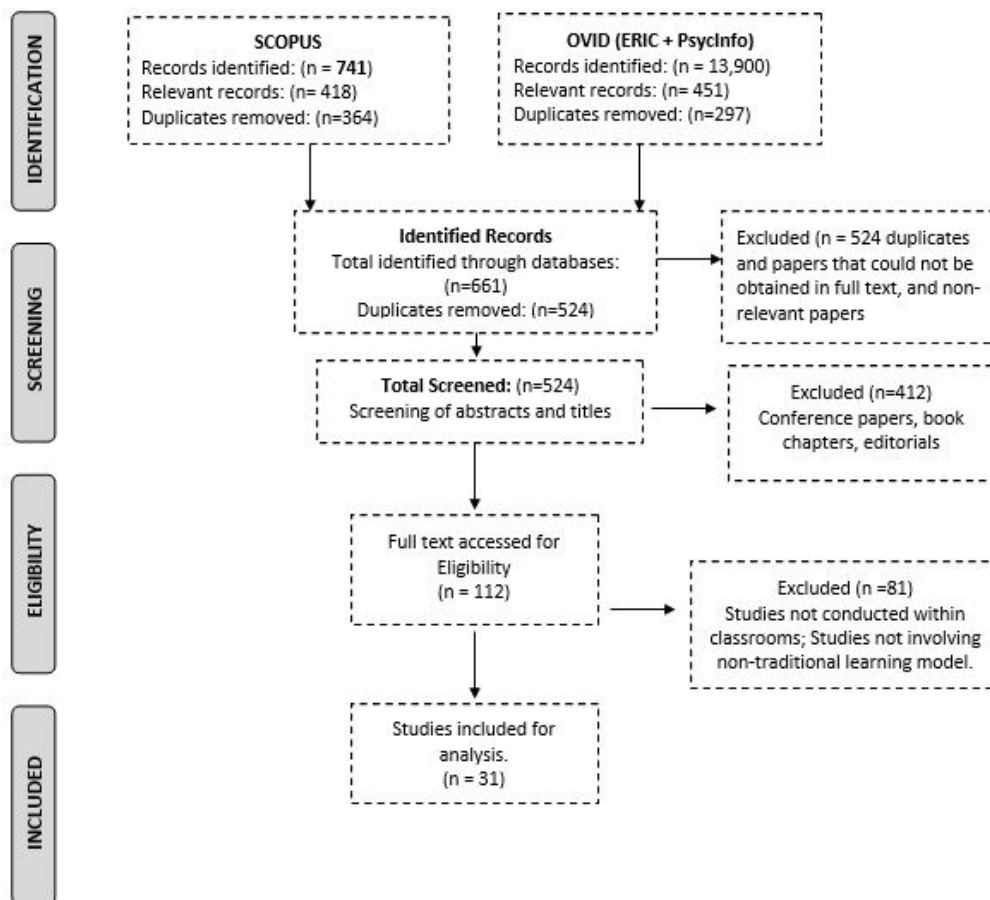 IDENTIFICATION
SCOPUS
Records identified: (n = 741)
Relevant records: (n= 418)
Duplicates removed: (n=364)
OVID (ERIC + PsycInfo)
Records identified: (n = 13,900)
Relevant records: (n= 451)
Duplicates removed: (n=297)
SCREENING
Identified Records
Total identified through databases:
(n=661)
Duplicates removed: (n=524)
Excluded (n = 524 duplicates
and papers that could not be
obtained in full text, and non-
relevant papers
Total Screened: (n=524)
Screening of abstracts and titles
Excluded (n=412)
Conference papers, book
chapters, editorials
ELIGIBILITY
Full text accessed for
Eligibility
(n = 112)
Excluded (n =81)
Studies not conducted within
classrooms; Studies not involving
non-traditional learning model.
INCLUDED
Studies included for
analysis.
(n = 31)